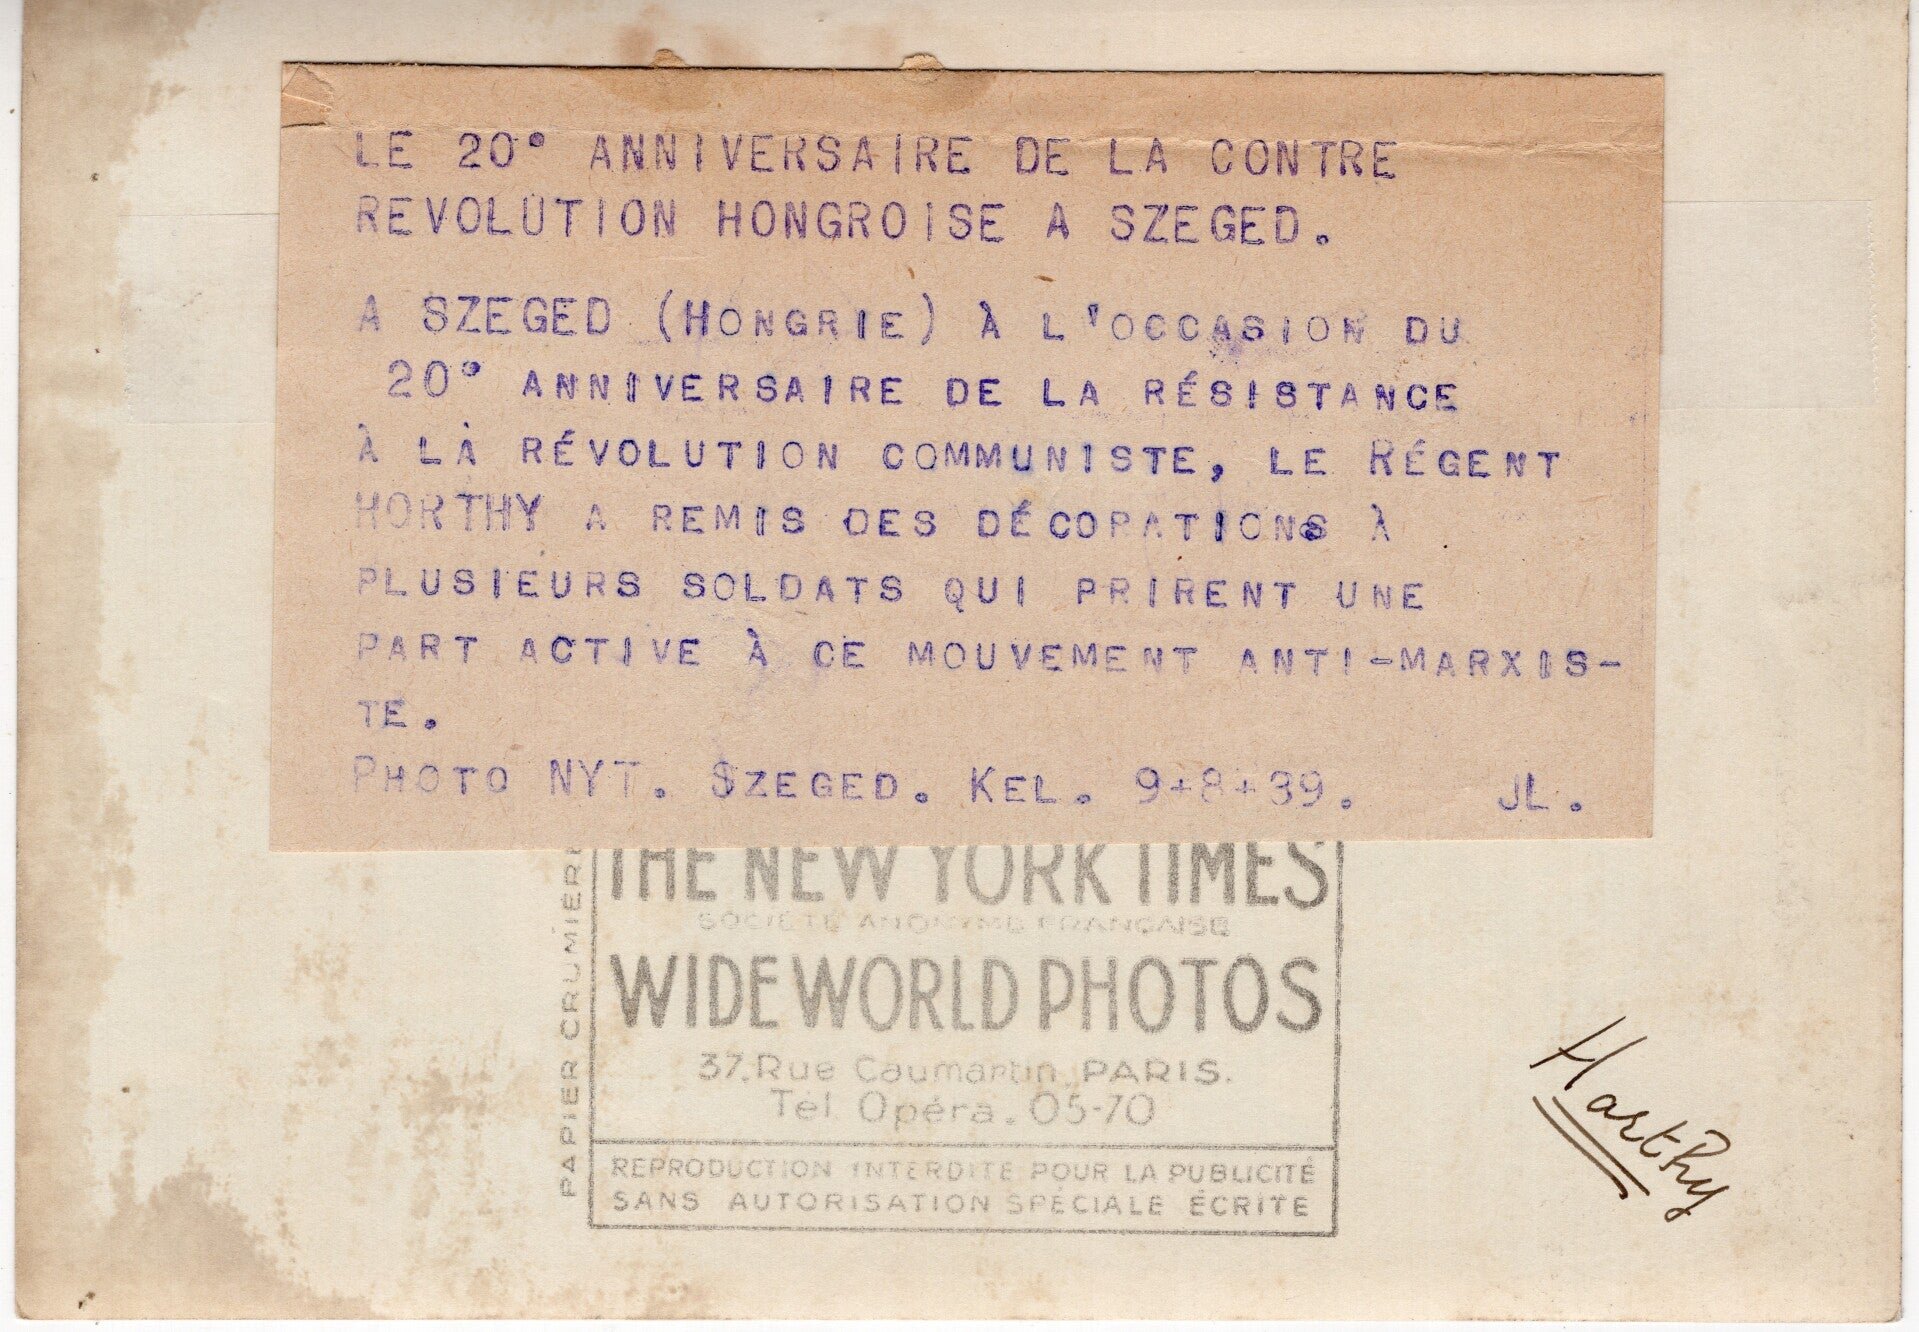 LE 20° ANNIVERSAIRE DE LA CONTRE
REVOLUTION HONGROISE A SZEGED.
A SZEGED (HONGRIE) À L'OCCASION DU
20° ANNIVERSAIRE DE LA RÉSISTANCE
À LA RÉVOLUTION COMMUNISTE, LE RÉGENT
HORTHY A REMIS DES DÉCORATIONS À
PLUSIEURS SOLDATS QUI PRIRENT UNE
PART ACTIVE À CE MOUVEMENT ANTI-MARXIS-
TE.
PHOTO NYT. SZEGED. KEL. 9+8+39. JL.
THE NEW YORK TIMES
SOCIETÉ ANONYME FRANCAISE
WIDE WORLD PHOTOS
37, Rue Caumartin, PARIS.
Tel. Opéra. 05-70
REPRODUCTION INTERDITE POUR LA PUBLICITÉ
SANS AUTORISATION SPÉCIALE ÉCRITE
PAPIER CRUMIÈRE
Harthy